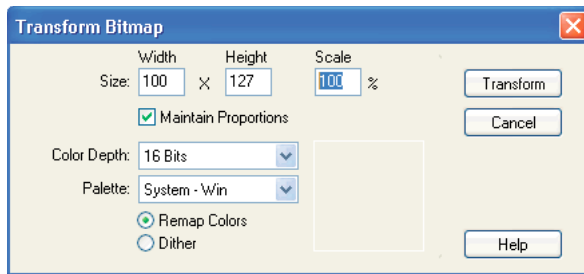 Transform Bitmap
Width Height Scale
Size: 100 X 127 100 %
Transform
Maintain Proportions
Cancel
Color Depth: 16 Bits
Palette: System - Win
Remap Colors
Dither
Help